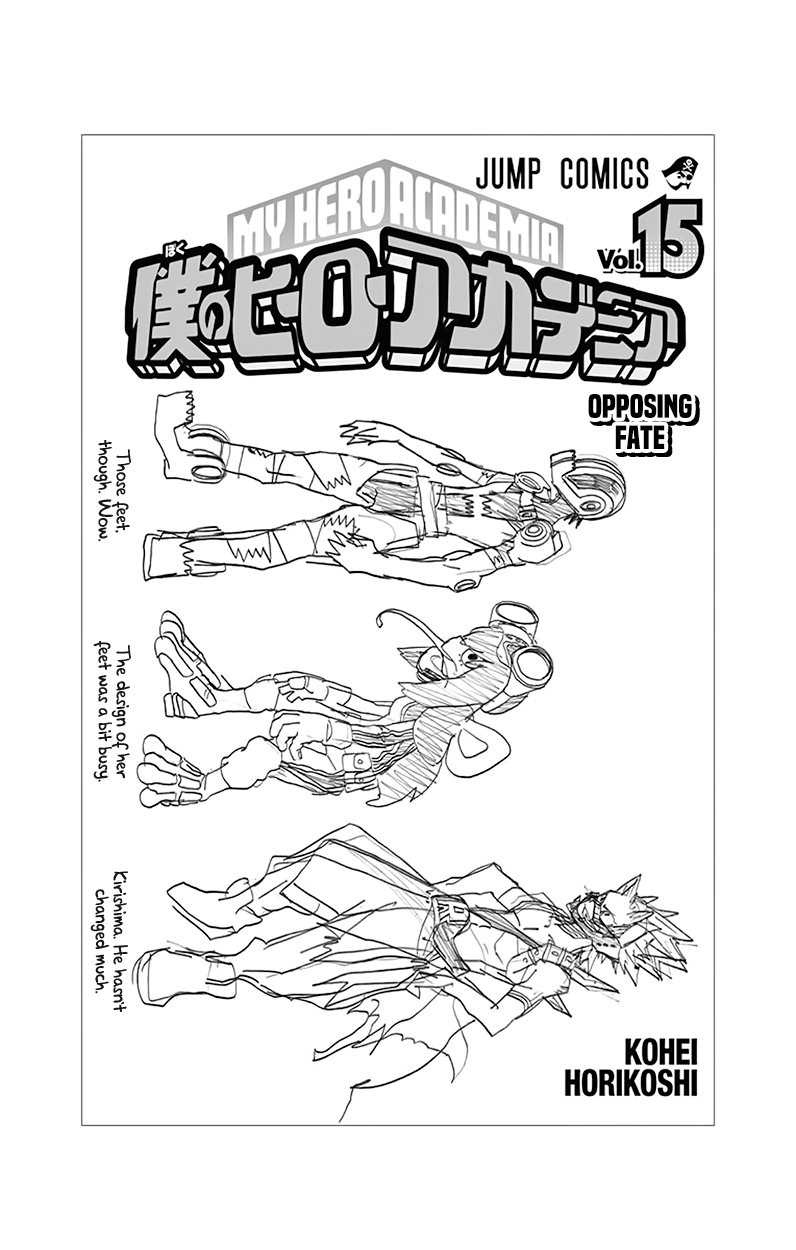 JUMP COMICS
MY HERO ACADEMIA
Vol.15
ぼく
僕のヒーローアカデミア
OPPOSING
FATE
Those feet,
though. Wow.
The design of her
feet was a bit busy.
Kirishima. He hasn't
changed much.
KOHEI
HORIKOSHI